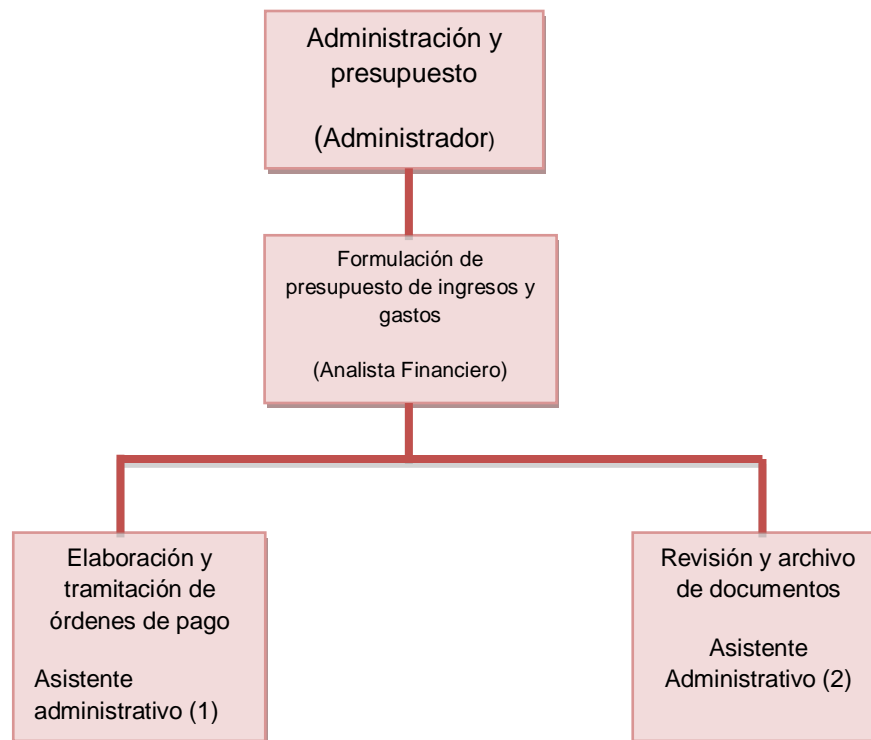 Administración y
presupuesto
(Administrador)
Formulación de
presupuesto de ingresos y
gastos
(Analista Financiero)
Elaboración y
tramitación de
órdenes de pago
Asistente
administrativo (1)
Revisión y archivo
de documentos
Asistente
Administrativo (2)